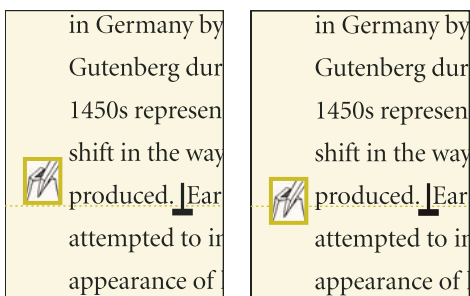 in Germany by
Gutenberg dur
1450s represen
shift in the way
produced. Ear
attempted to in
appearance of
in Germany by
Gutenberg dur
1450s represen
shift in the way
produced. Ear
attempted to in
appearance of